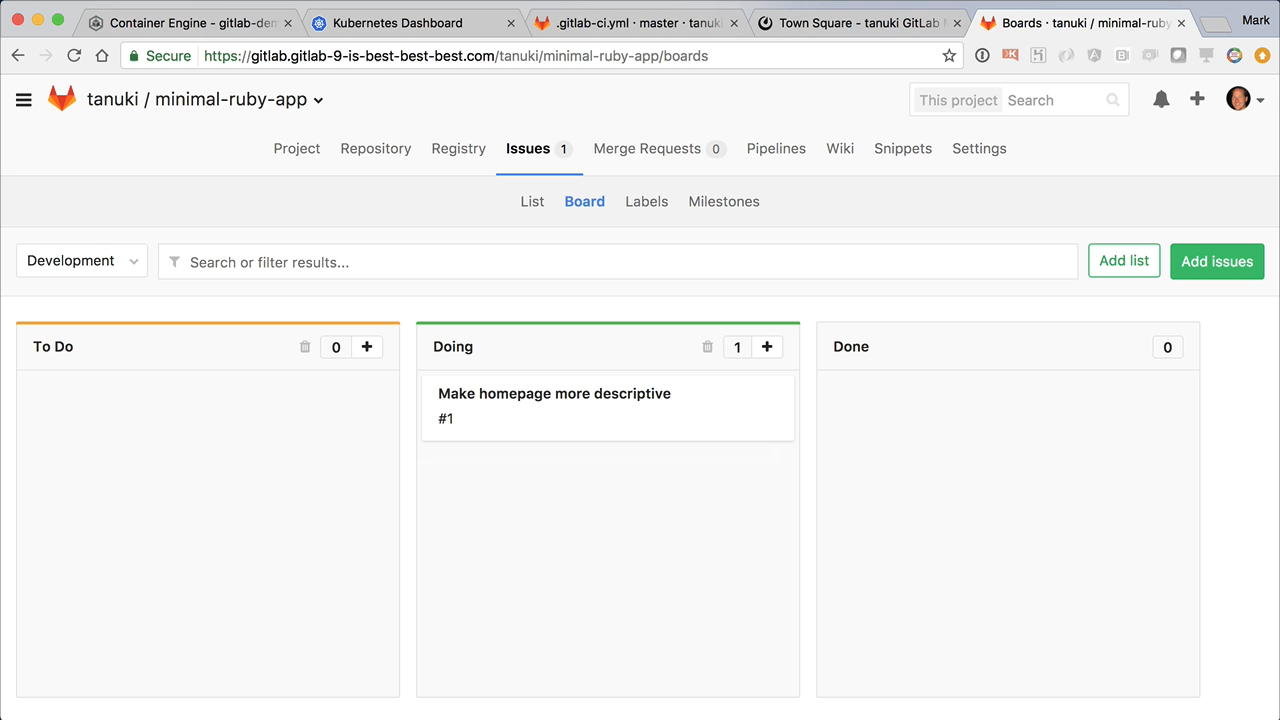 Container Engine - gitlab-dem
Kubernetes Dashboard
.gitlab-ci.yml · master · tanuki
Town Square - tanuki GitLab M
Boards · tanuki / minimal-ruby
Mark
Secure
https://gitlab.gitlab-9-is-best-best-best.com/tanuki/minimal-ruby-app/boards
tanuki / minimal-ruby-app
This project Search
Project Repository Registry Issues 1 Merge Requests 0 Pipelines Wiki Snippets Settings
List Board Labels Milestones
Development
Search or filter results...
Add list
Add issues
To Do 0 +
Doing 1 +
Done 0
Make homepage more descriptive
#1